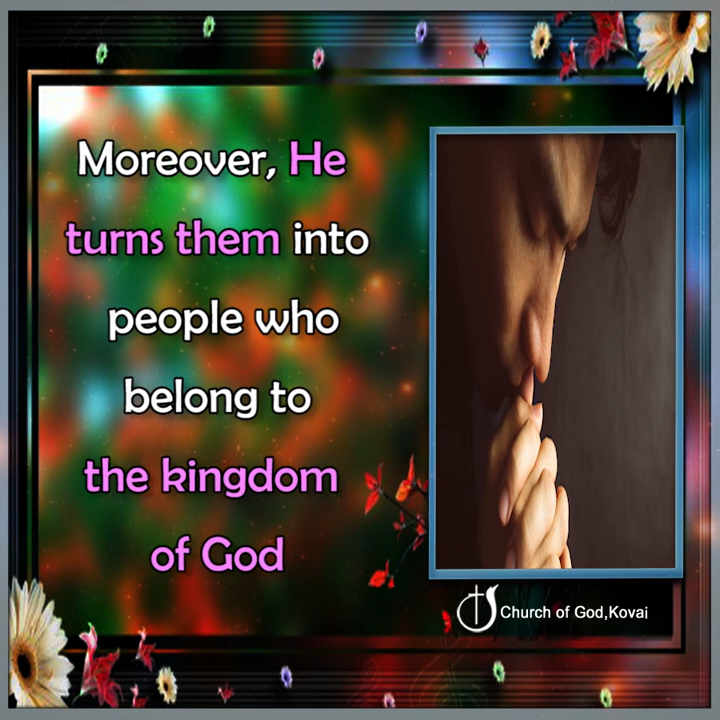 Moreover, He
turns them into
people who
belong to
the kingdom
of God
Church of God,Kovai